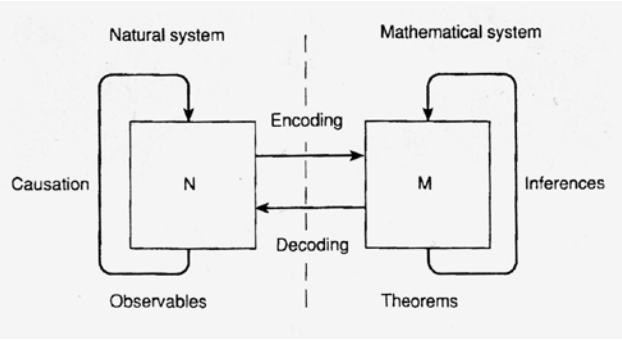 Natural system
Mathematical system
Encoding
Causation
N
M
Inferences
Decoding
Observables
Theorems